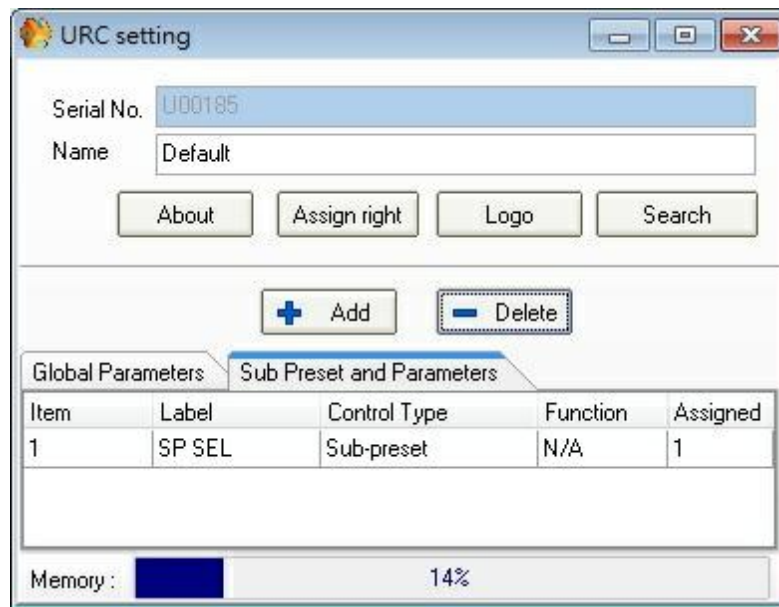 URC setting
Serial No. U00185
Name Default
About Assign right Logo Search
Add Delete
Global Parameters Sub Preset and Parameters
Item Label Control Type Function Assigned
1 SP SEL Sub-preset N/A 1
Memory : 14%